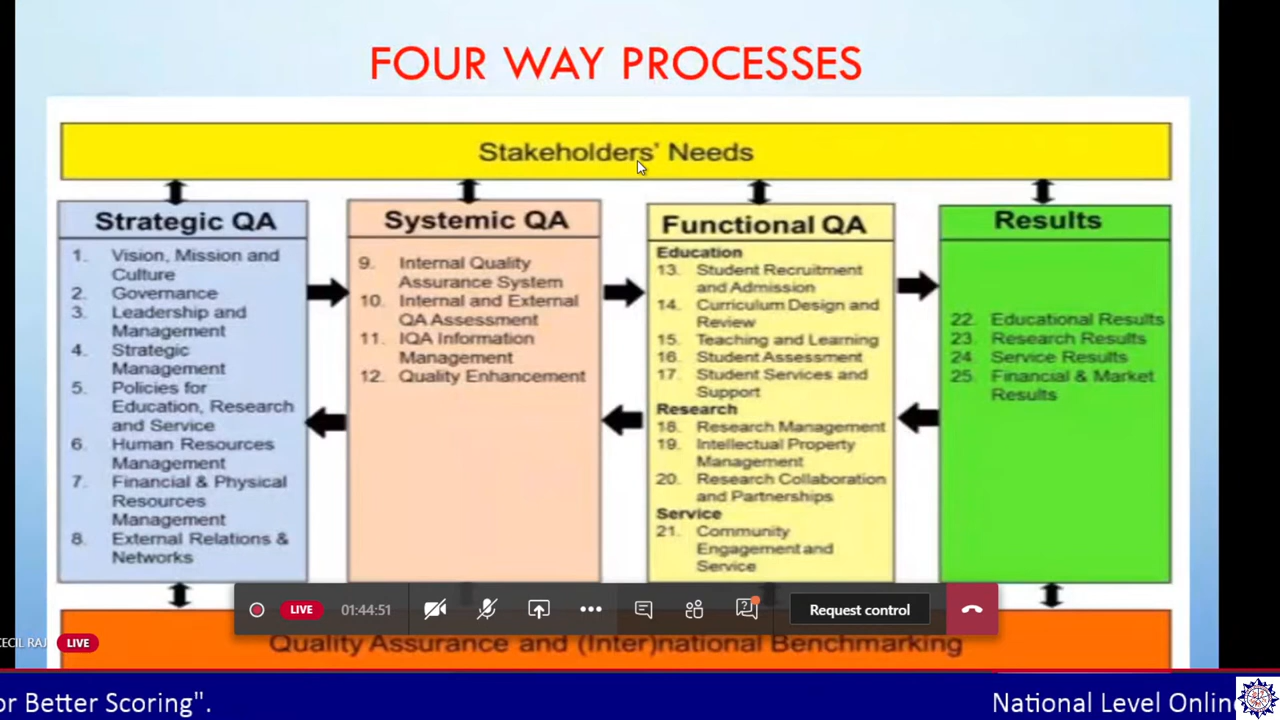 FOUR WAY PROCESSES
Stakeholders' Needs
Strategic QA
1. Vision, Mission and
Culture
2. Governance
3. Leadership and
Management
4. Strategic
Management
5. Policies for
Education, Research
and Service
6. Human Resources
Management
7. Financial & Physical
Resources
Management
8. External Relations &
Networks
Systemic QA
9. Internal Quality
Assurance System
10. Internal and External
QA Assessment
11. IQA Information
Management
12. Quality Enhancement
Functional QA
Education
13. Student Recruitment
and Admission
14. Curriculum Design and
Review
15. Teaching and Learning
16. Student Assessment
17. Student Services and
Support
Research
18. Research Management
19. Intellectual Property
Management
20. Research Collaboration
and Partnerships
Service
21. Community
Engagement and
Service
Results
22. Educational Results
23. Research Results
24. Service Results
25. Financial & Market
Results
LIVE 01:44:51 Request control
CECIL RAJ LIVE
Quality Assurance and (Inter)national Benchmarking
or Better Scoring". National Level Onlin